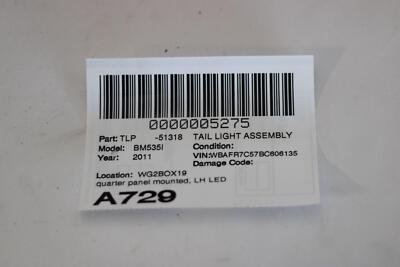 0000005275
Part: TLP -51318 TAIL LIGHT ASSEMBLY
Model: BM535I Condition:
Year: 2011 VIN:WBAFR7C57BC606135
Damage Code:
Location: WG2BOX19
quarter panel mounted, LH LED
A729